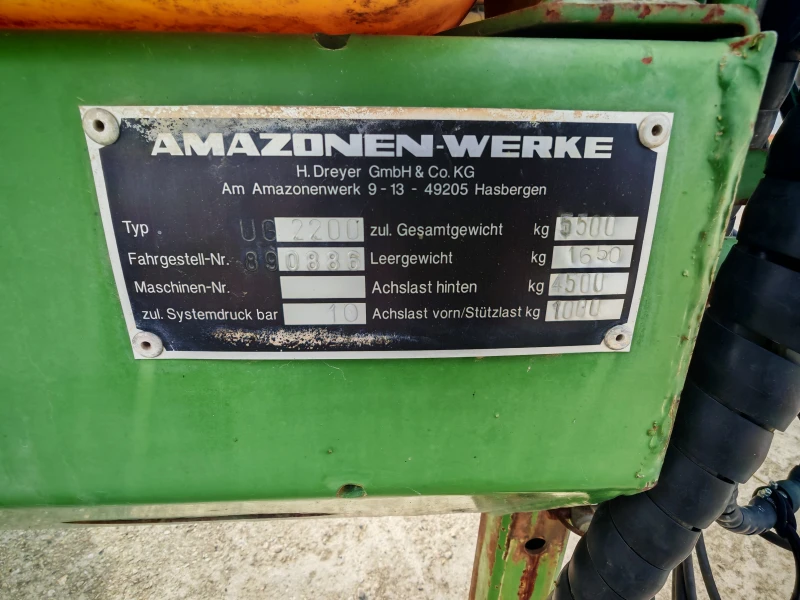 AMAZONEN-WERKE
H. Dreyer GmbH & Co. KG
Am Amazonenwerk 9 - 13 - 49205 Hasbergen
Typ UG 2200 zul. Gesamtgewicht kg 5500
Fahrgestell-Nr. 890886 Leergewicht kg 1650
Maschinen-Nr. Achslast hinten kg 4500
zul. Systemdruck bar 10 Achslast vorn/Stützlast kg 1000